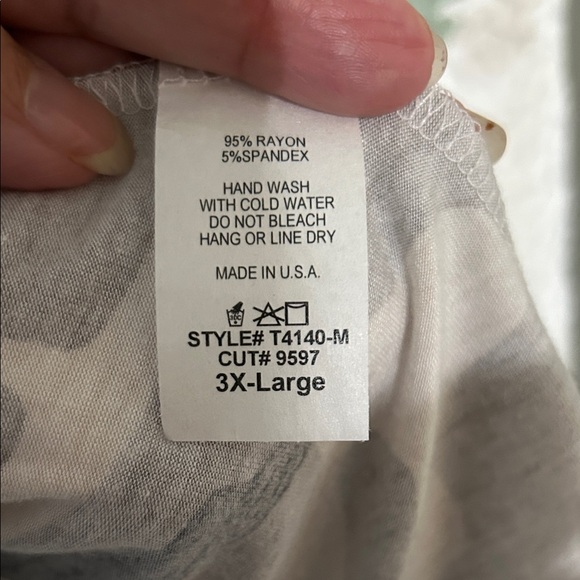 95% RAYON
5%SPANDEX
HAND WASH
WITH COLD WATER
DO NOT BLEACH
HANG OR LINE DRY
MADE IN U.S.A.
STYLE# T4140-M
CUT# 9597
3X-Large